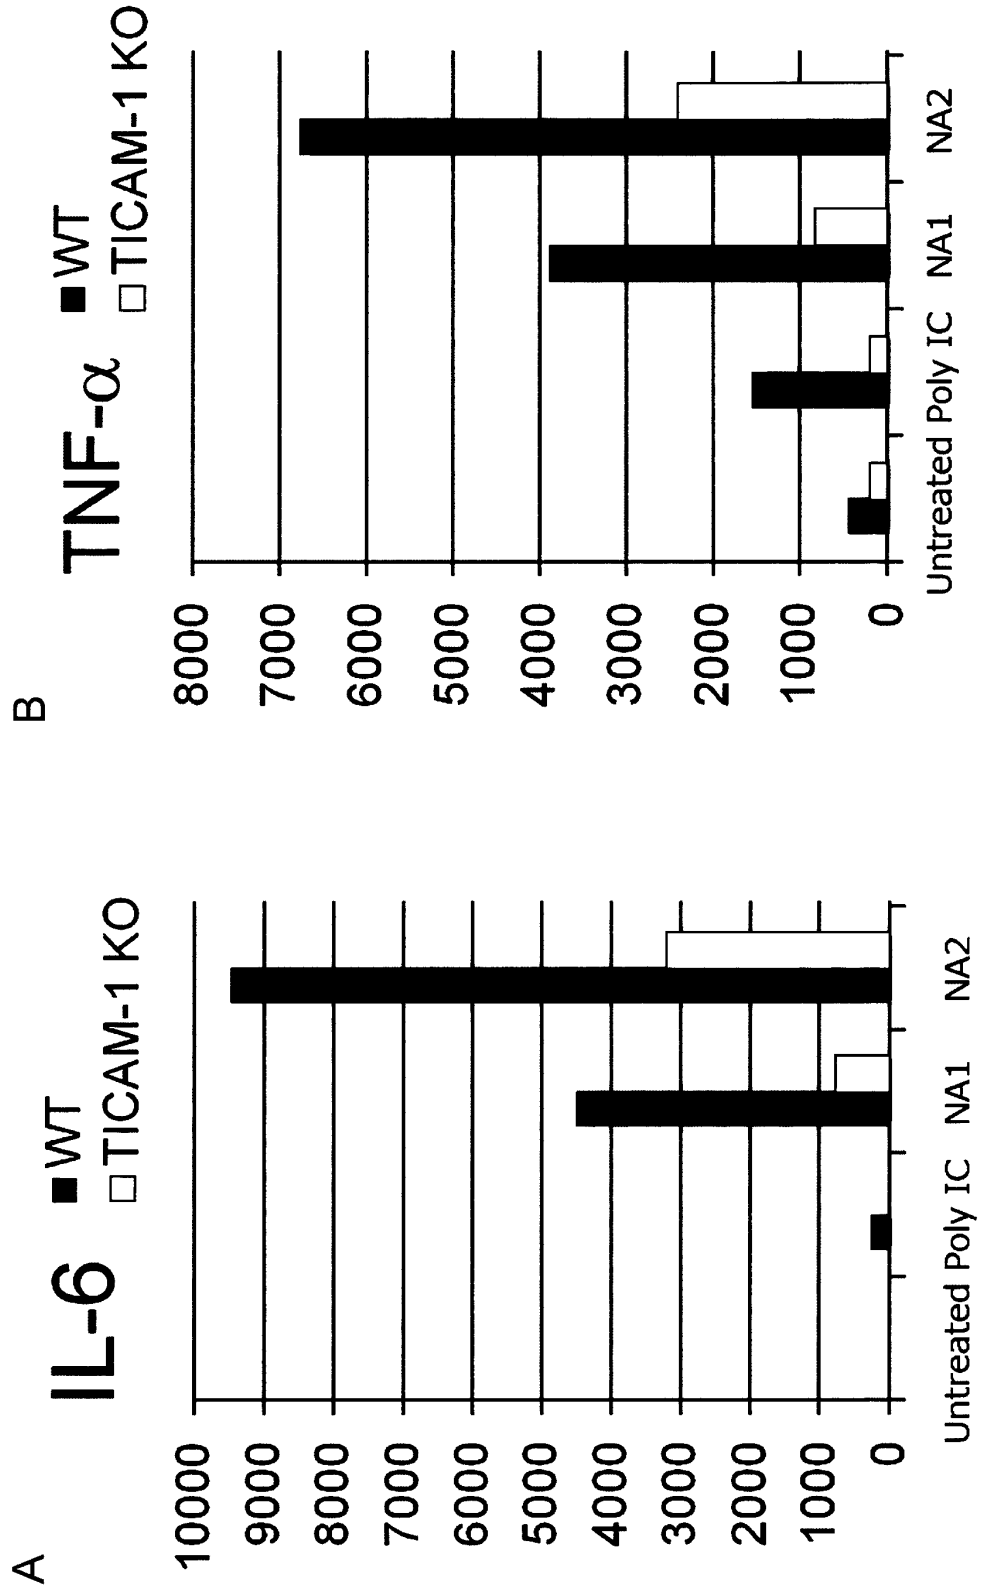 A
IL-6
■ WT
□ TICAM-1 KO
10000
9000
8000
7000
6000
5000
4000
3000
2000
1000
0
Untreated Poly IC NA1 NA2
B
TNF-α
■ WT
□ TICAM-1 KO
8000
7000
6000
5000
4000
3000
2000
1000
0
Untreated Poly IC NA1 NA2